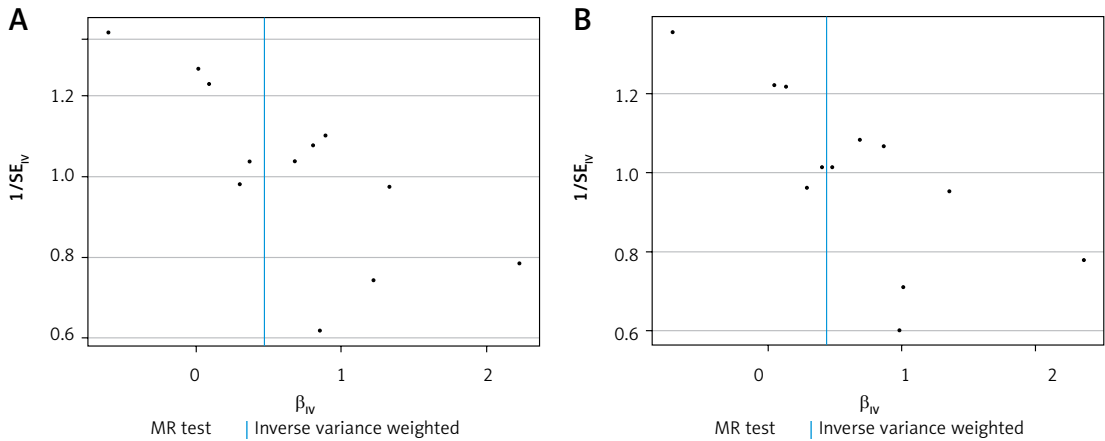 A
1/SE_IV
1.2
1.0
0.8
0.6
0 1 2
β_IV
MR test | Inverse variance weighted
B
1/SE_IV
1.2
1.0
0.8
0.6
0 1 2
β_IV
MR test | Inverse variance weighted